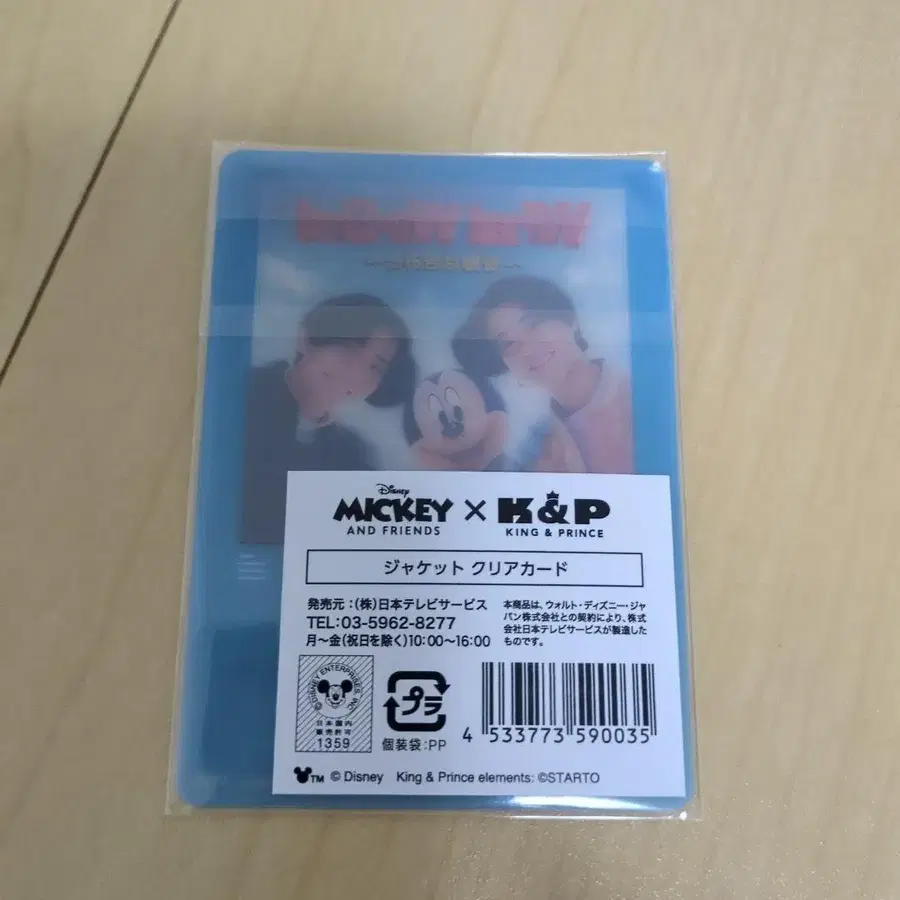 Disney
MICKEY
AND FRIENDS
×
K&P
KING & PRINCE
ジャケット クリアカード
発売元:(株)日本テレビサービス
TEL:03-5962-8277
月〜金(祝日を除く)10:00〜16:00
本商品は、ウォルト・ディズニー・ジャ
パン株式会社との契約により、株式
会社日本テレビサービスが製造した
ものです。
©DISNEY ENTERPRISES, INC.
日本国内
販売許可
1359
プラ
個装袋:PP
4 533773 590035
TM © Disney King & Prince elements: ©STARTO